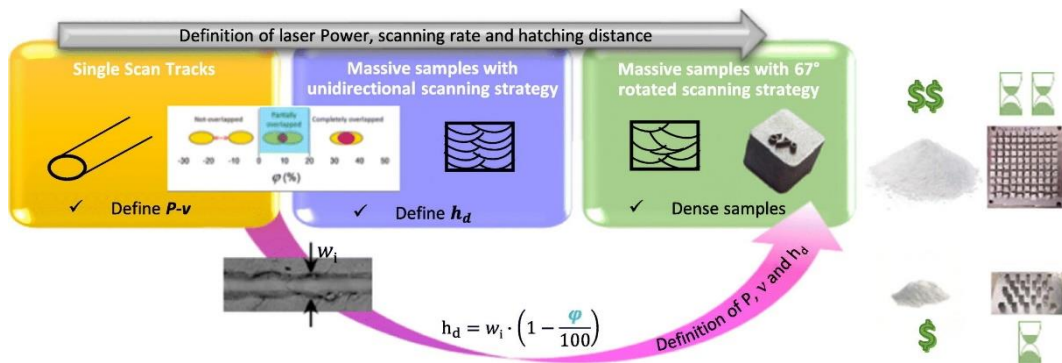 Definition of laser Power, scanning rate and hatching distance
Single Scan Tracks
Massive samples with
unidirectional scanning strategy
Massive samples with 67°
rotated scanning strategy
$$
Not overlapped
Partially
overlapped
Completely overlapped
-30 -20 -10 0 10 20 30 40 50
φ (%)
✓ Define P-v
✓ Define h_d
✓ Dense samples
w_i
h_d = w_i · (1 − φ/100)
Definition of P, v and h_d
$